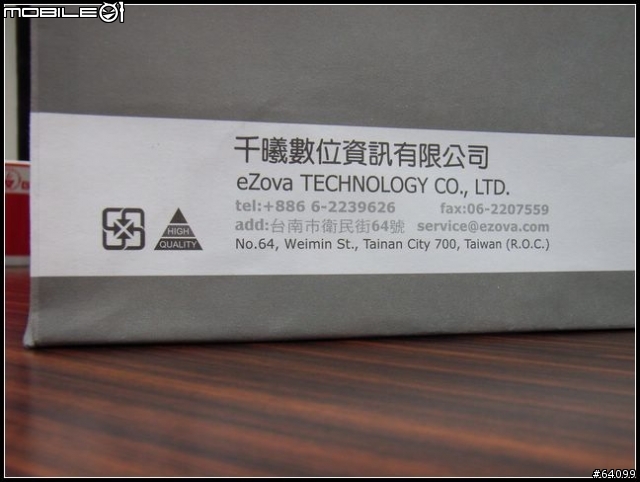 MOBILE01
千曦數位資訊有限公司
eZova TECHNOLOGY CO., LTD.
tel:+886 6-2239626 fax:06-2207559
add:台南市衛民街64號 service@ezova.com
HIGH QUALITY
No.64, Weimin St., Tainan City 700, Taiwan (R.O.C.)
#64099